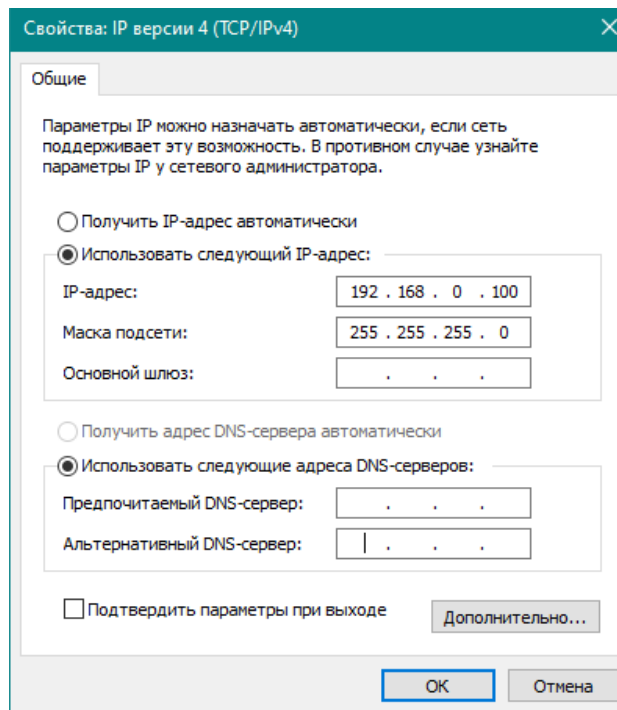 Свойства: IP версии 4 (TCP/IPv4)
Общие
Параметры IP можно назначать автоматически, если сеть
поддерживает эту возможность. В противном случае узнайте
параметры IP у сетевого администратора.
Получить IP-адрес автоматически
Использовать следующий IP-адрес:
IP-адрес: 192 . 168 . 0 . 100
Маска подсети: 255 . 255 . 255 . 0
Основной шлюз: . . .
Получить адрес DNS-сервера автоматически
Использовать следующие адреса DNS-серверов:
Предпочитаемый DNS-сервер: . . .
Альтернативный DNS-сервер: . . .
Подтвердить параметры при выходе
Дополнительно...
ОК Отмена